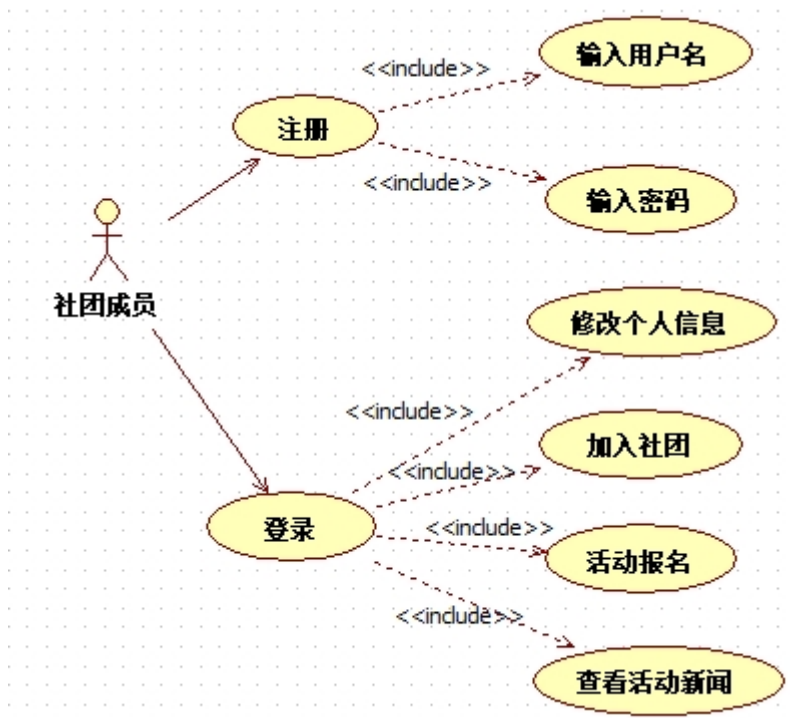 输入用户名
<<include>>
注册
<<include>>
输入密码
社团成员
修改个人信息
<<include>>
加入社团
<<include>>
登录
<<include>>
活动报名
<<include>>
查看活动新闻